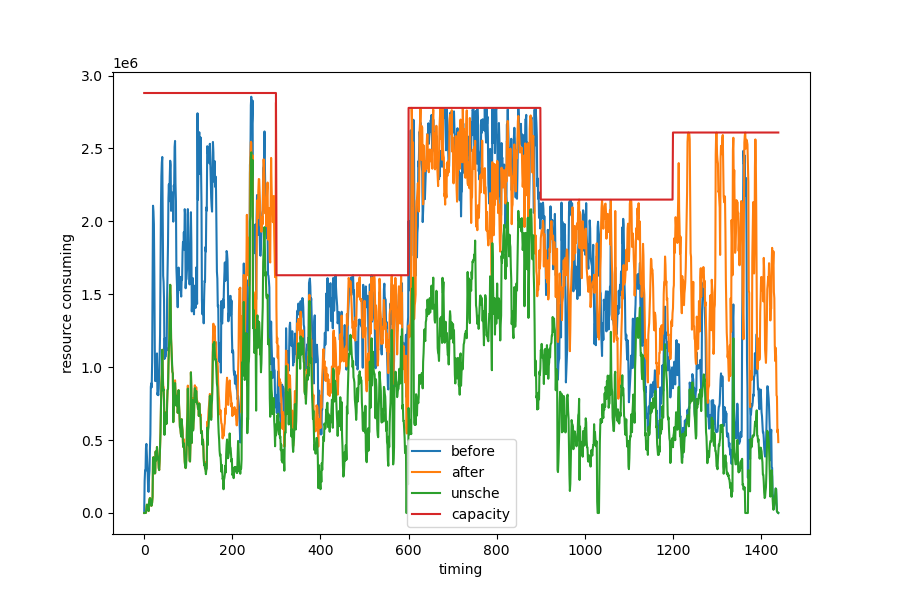 1e6
3.0
2.5
2.0
1.5
1.0
0.5
0.0
resource consuming
before
after
unsche
capacity
0 200 400 600 800 1000 1200 1400
timing